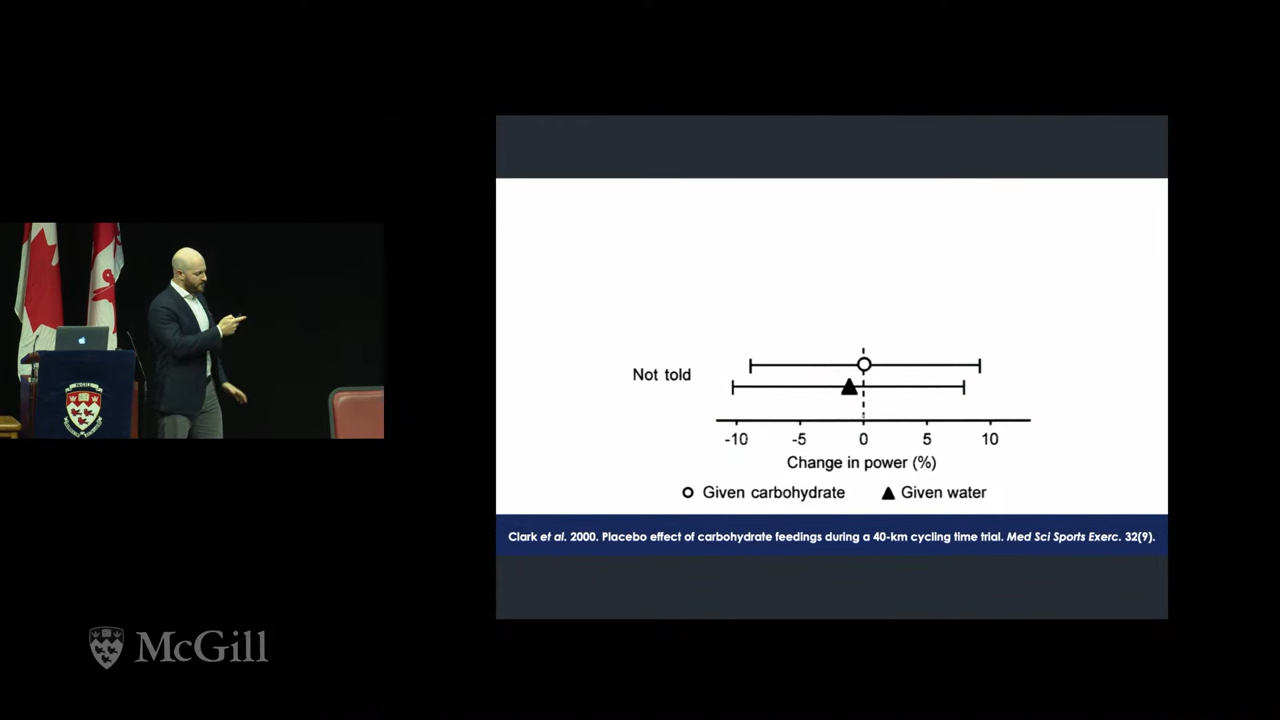 Not told
-10 -5 0 5 10
Change in power (%)
Given carbohydrate Given water
Clark et al. 2000. Placebo effect of carbohydrate feedings during a 40-km cycling time trial. Med Sci Sports Exerc. 32(9).
McGill